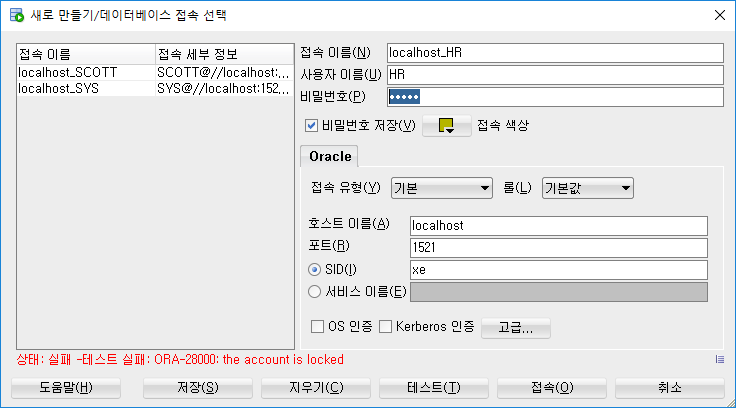 새로 만들기/데이터베이스 접속 선택
접속 이름 접속 세부 정보
localhost_SCOTT SCOTT@//localhost:...
localhost_SYS SYS@//localhost:152...
접속 이름(N) localhost_HR
사용자 이름(U) HR
비밀번호(P) •••••
비밀번호 저장(V) 접속 색상
Oracle
접속 유형(Y) 기본 롤(L) 기본값
호스트 이름(A) localhost
포트(R) 1521
SID(I) xe
서비스 이름(E)
OS 인증 Kerberos 인증 고급...
상태: 실패 -테스트 실패: ORA-28000: the account is locked
도움말(H) 저장(S) 지우기(C) 테스트(T) 접속(O) 취소